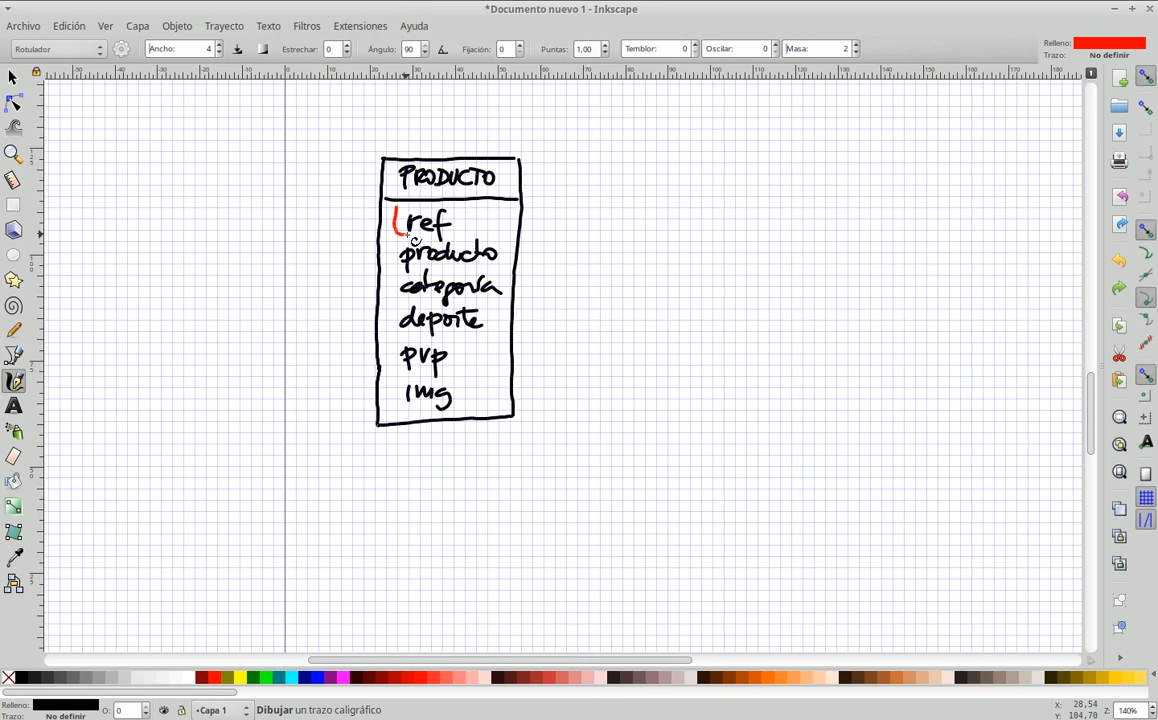 *Documento nuevo 1 - Inkscape
Archivo Edición Ver Capa Objeto Trayecto Texto Filtros Extensiones Ayuda
Rotulador Ancho: 4 Estrechar: 0 Ángulo: 90 Fijación: 0 Puntas: 1,00 Temblor: 0 Oscilar: 0 Masa: 2 Relleno:
Trazo: No definir
PRODUCTO
ref
producto
categoría
deporte
pvp
img
Relleno: O: 0 •Capa 1 Dibujar un trazo caligráfico X: 28,54 Z: 140%
Trazo: No definir Y: 104,70